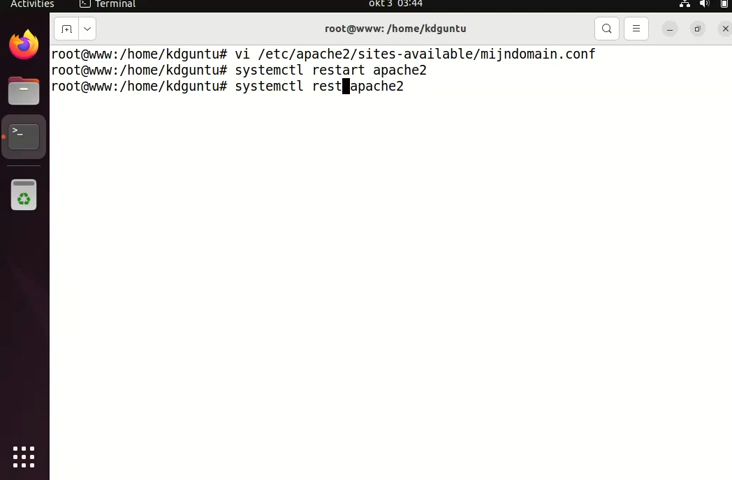 Activities
Terminal
okt 3 03:44
root@www: /home/kdguntu
root@www:/home/kdguntu# vi /etc/apache2/sites-available/mijndomain.conf
root@www:/home/kdguntu# systemctl restart apache2
root@www:/home/kdguntu# systemctl rest apache2